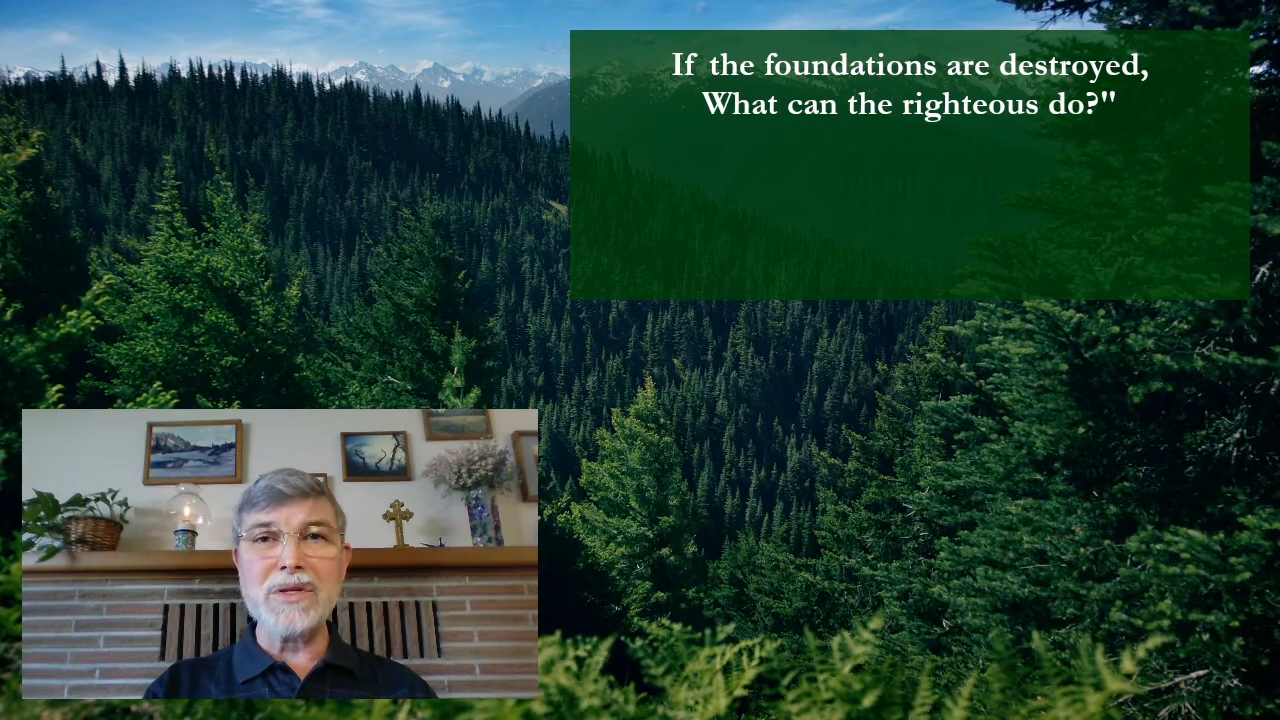 If the foundations are destroyed,
What can the righteous do?"